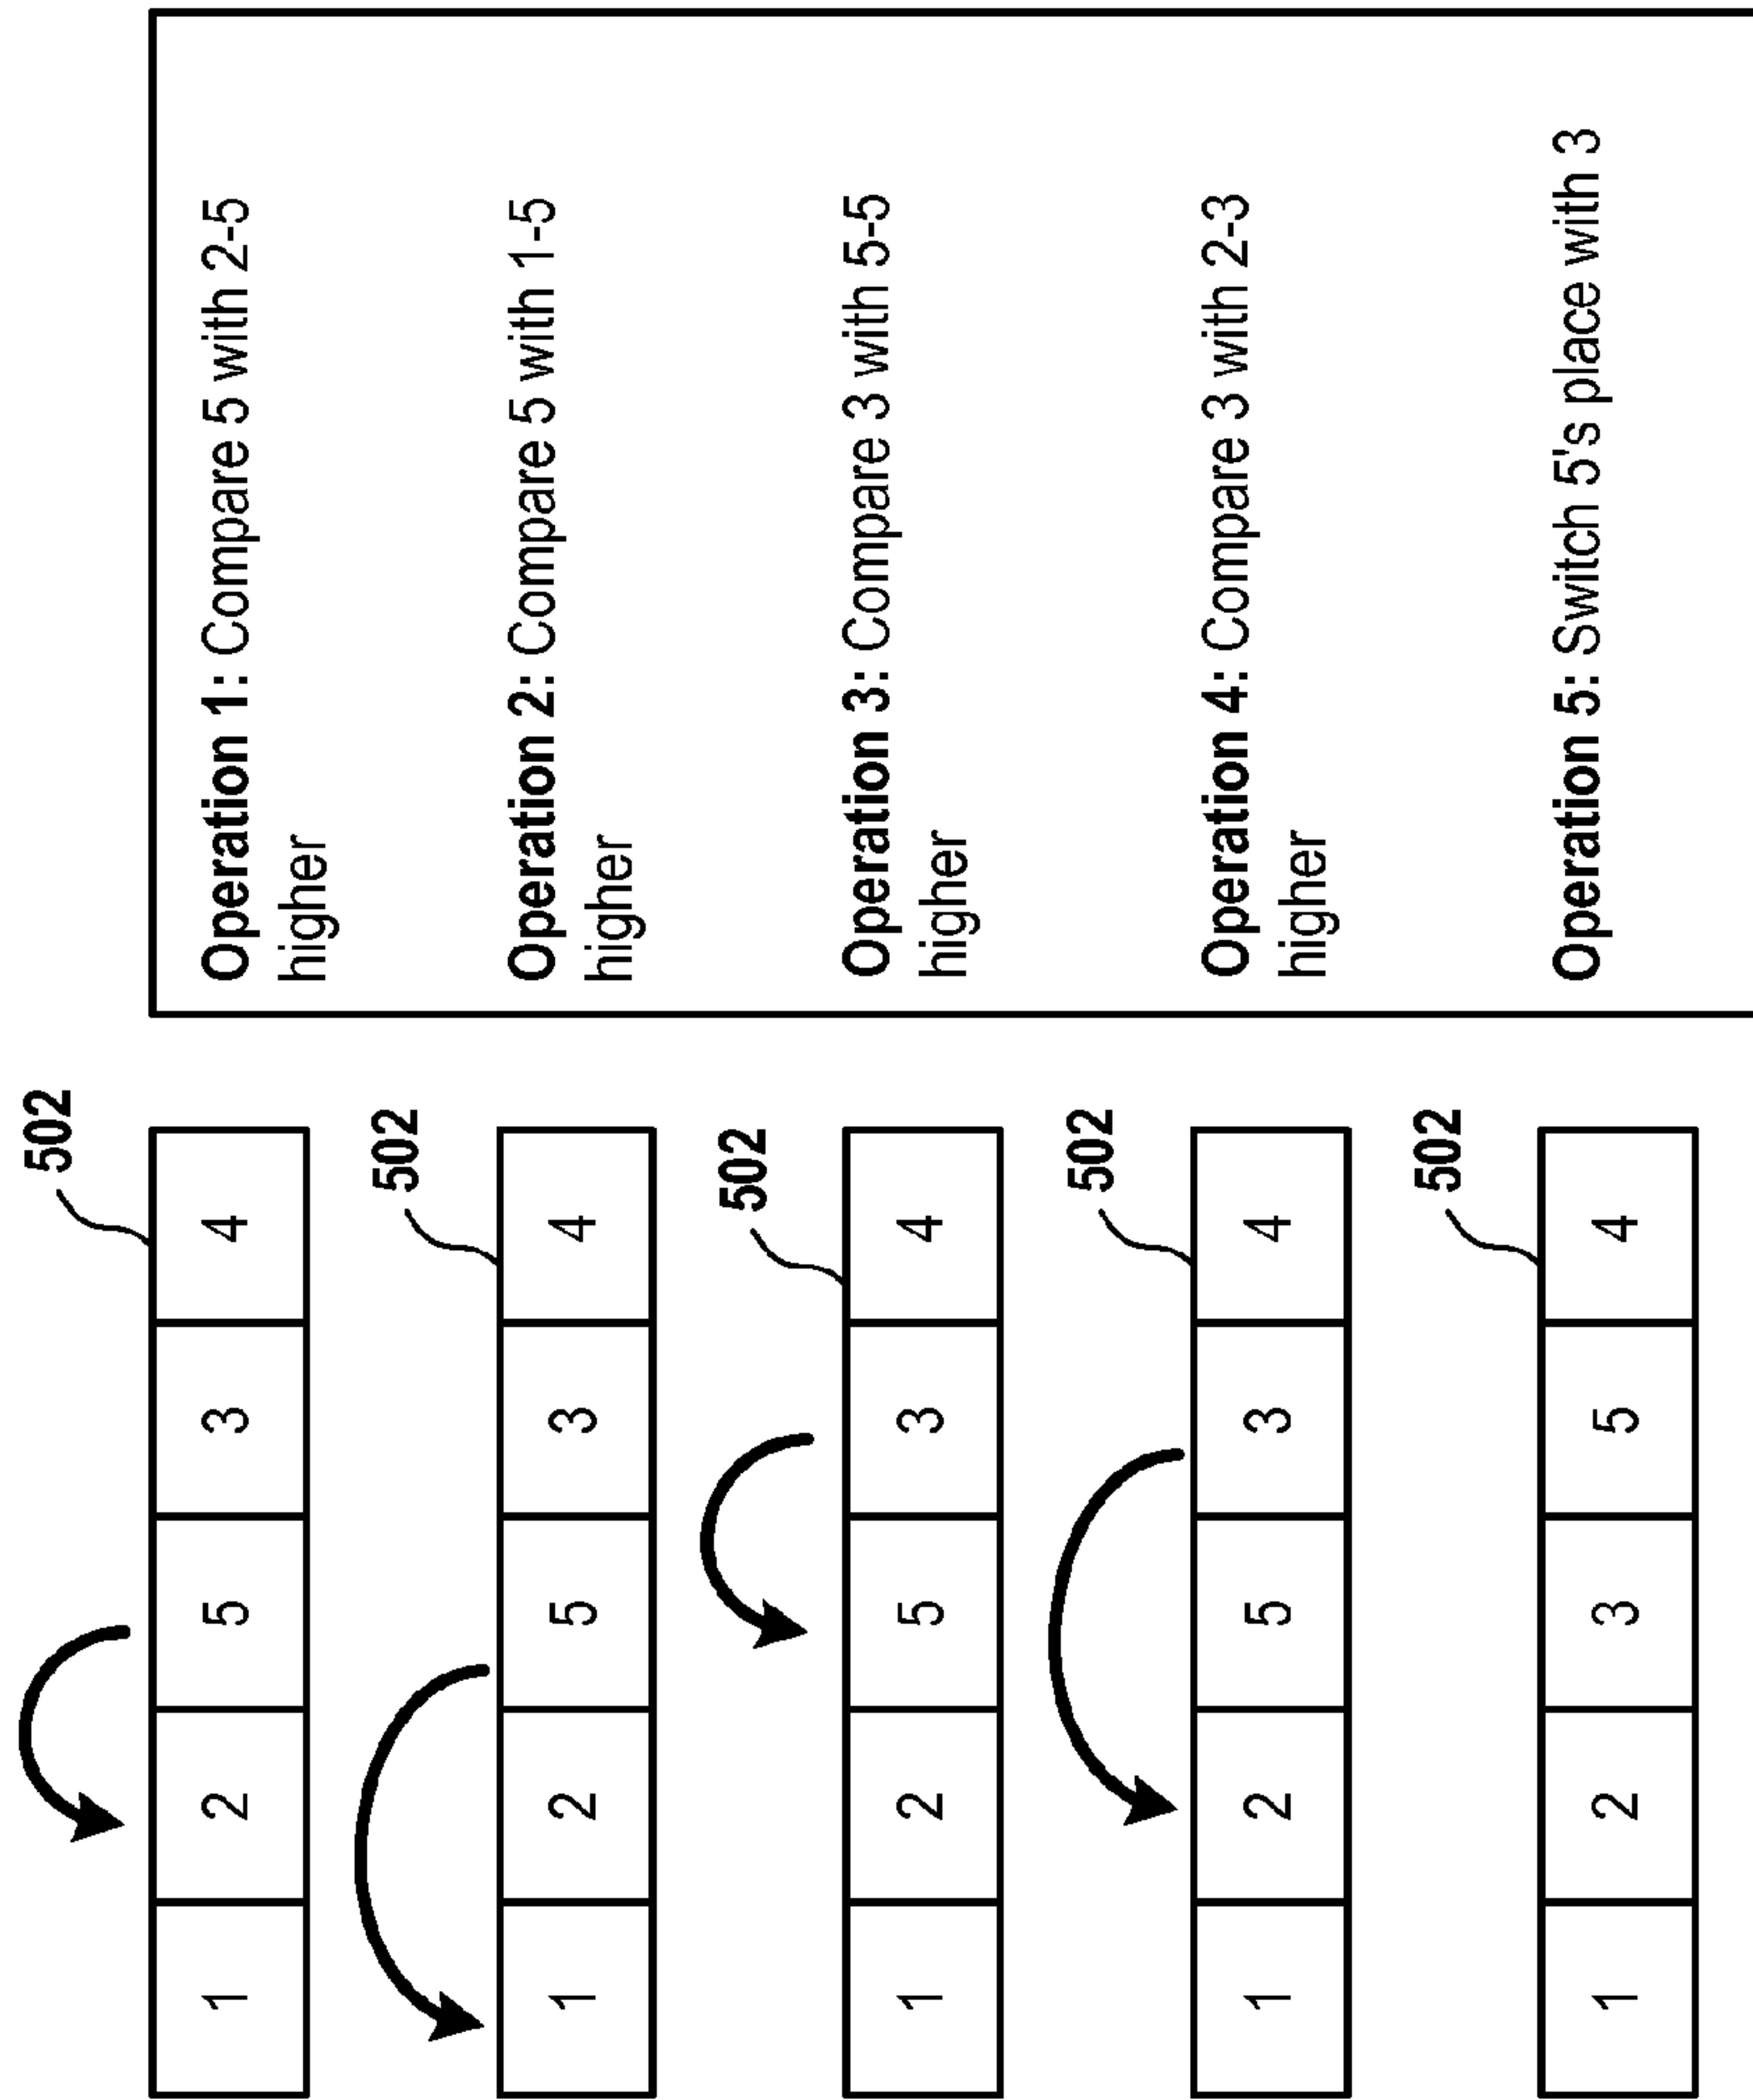 502
1 2 5 3 4
Operation 1: Compare 5 with 2-5
higher
502
1 2 5 3 4
Operation 2: Compare 5 with 1-5
higher
502
1 2 5 3 4
Operation 3: Compare 3 with 5-5
higher
502
1 2 5 3 4
Operation 4: Compare 3 with 2-3
higher
502
1 2 3 5 4
Operation 5: Switch 5's place with 3